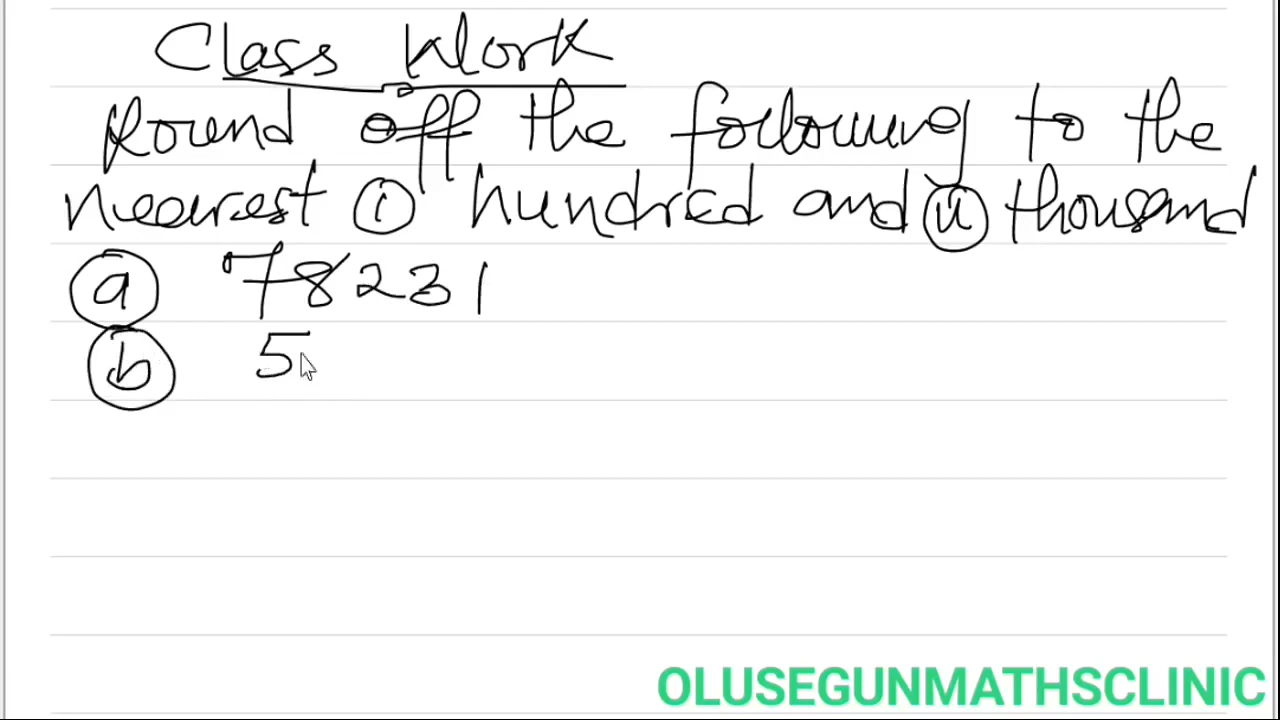 Class Work
Round off the following to the
nearest (i) hundred and (ii) thousand
(a) 78231
(b) 5
OLUSEGUNMATHSCLINIC